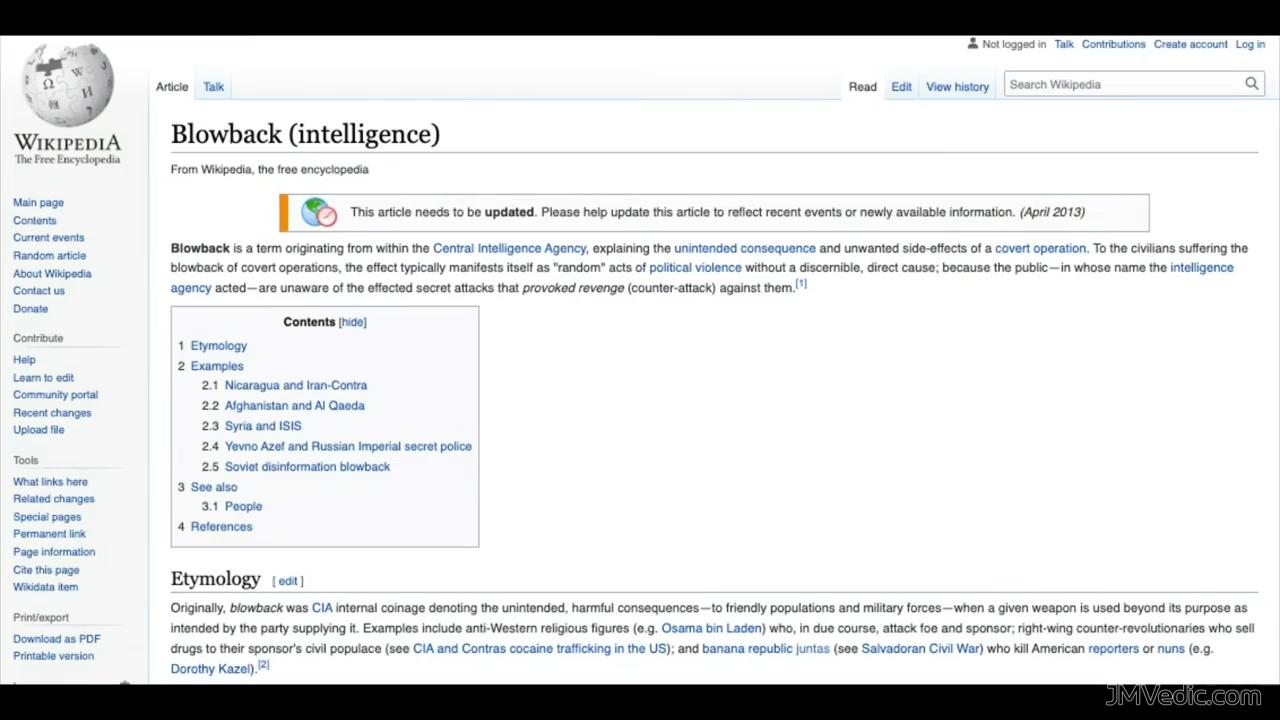 Not logged in Talk Contributions Create account Log in
Article Talk Read Edit View history Search Wikipedia
WIKIPEDIA
The Free Encyclopedia
Main page
Contents
Current events
Random article
About Wikipedia
Contact us
Donate
Contribute
Help
Learn to edit
Community portal
Recent changes
Upload file
Tools
What links here
Related changes
Special pages
Permanent link
Page information
Cite this page
Wikidata item
Print/export
Download as PDF
Printable version
Blowback (intelligence)
From Wikipedia, the free encyclopedia
This article needs to be updated. Please help update this article to reflect recent events or newly available information. (April 2013)
Blowback is a term originating from within the Central Intelligence Agency, explaining the unintended consequence and unwanted side-effects of a covert operation. To the civilians suffering the
blowback of covert operations, the effect typically manifests itself as "random" acts of political violence without a discernible, direct cause; because the public—in whose name the intelligence
agency acted—are unaware of the effected secret attacks that provoked revenge (counter-attack) against them.[1]
Contents [hide]
1 Etymology
2 Examples
2.1 Nicaragua and Iran-Contra
2.2 Afghanistan and Al Qaeda
2.3 Syria and ISIS
2.4 Yevno Azef and Russian Imperial secret police
2.5 Soviet disinformation blowback
3 See also
3.1 People
4 References
Etymology [ edit ]
Originally, blowback was CIA internal coinage denoting the unintended, harmful consequences—to friendly populations and military forces—when a given weapon is used beyond its purpose as
intended by the party supplying it. Examples include anti-Western religious figures (e.g. Osama bin Laden) who, in due course, attack foe and sponsor; right-wing counter-revolutionaries who sell
drugs to their sponsor's civil populace (see CIA and Contras cocaine trafficking in the US); and banana republic juntas (see Salvadoran Civil War) who kill American reporters or nuns (e.g.
Dorothy Kazel).[2]
JMVedic.com